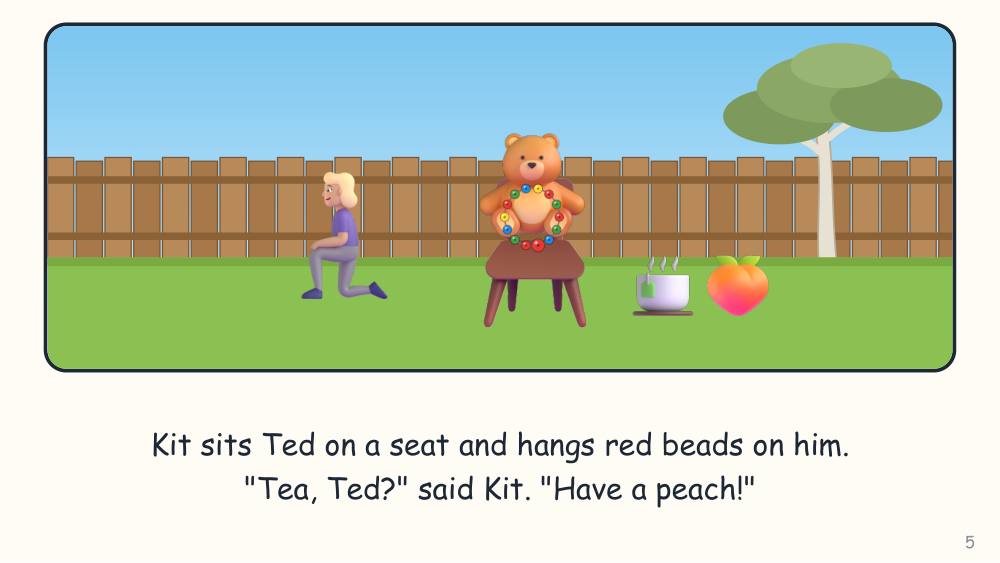 Kit sits Ted on a seat and hangs red beads on him.
"Tea, Ted?" said Kit. "Have a peach!"
5